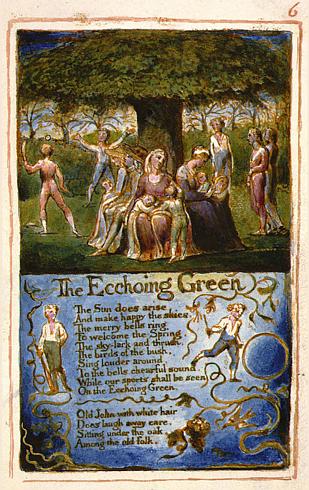 6
The Ecchoing Green
The Sun does arise
And make happy the skies.
The merry bells ring
To welcome the Spring.
The sky-lark and thrush.
The birds of the bush.
Sing louder around,
To the bells chearful sound.
While our sports shall be seen
On the Ecchoing Green.
Old John with white hair
Does laugh away care,
Sitting under the oak.
Among the old folk.